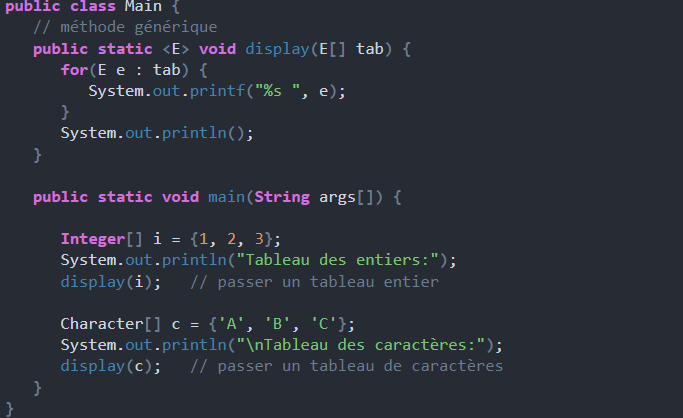 public class Main {
   // méthode générique
   public static <E> void display(E[] tab) {
      for(E e : tab) {
         System.out.printf("%s ", e);
      }
      System.out.println();
   }

   public static void main(String args[]) {

      Integer[] i = {1, 2, 3};
      System.out.println("Tableau des entiers:");
      display(i);   // passer un tableau entier

      Character[] c = {'A', 'B', 'C'};
      System.out.println("\nTableau des caractères:");
      display(c);   // passer un tableau de caractères
   }
}